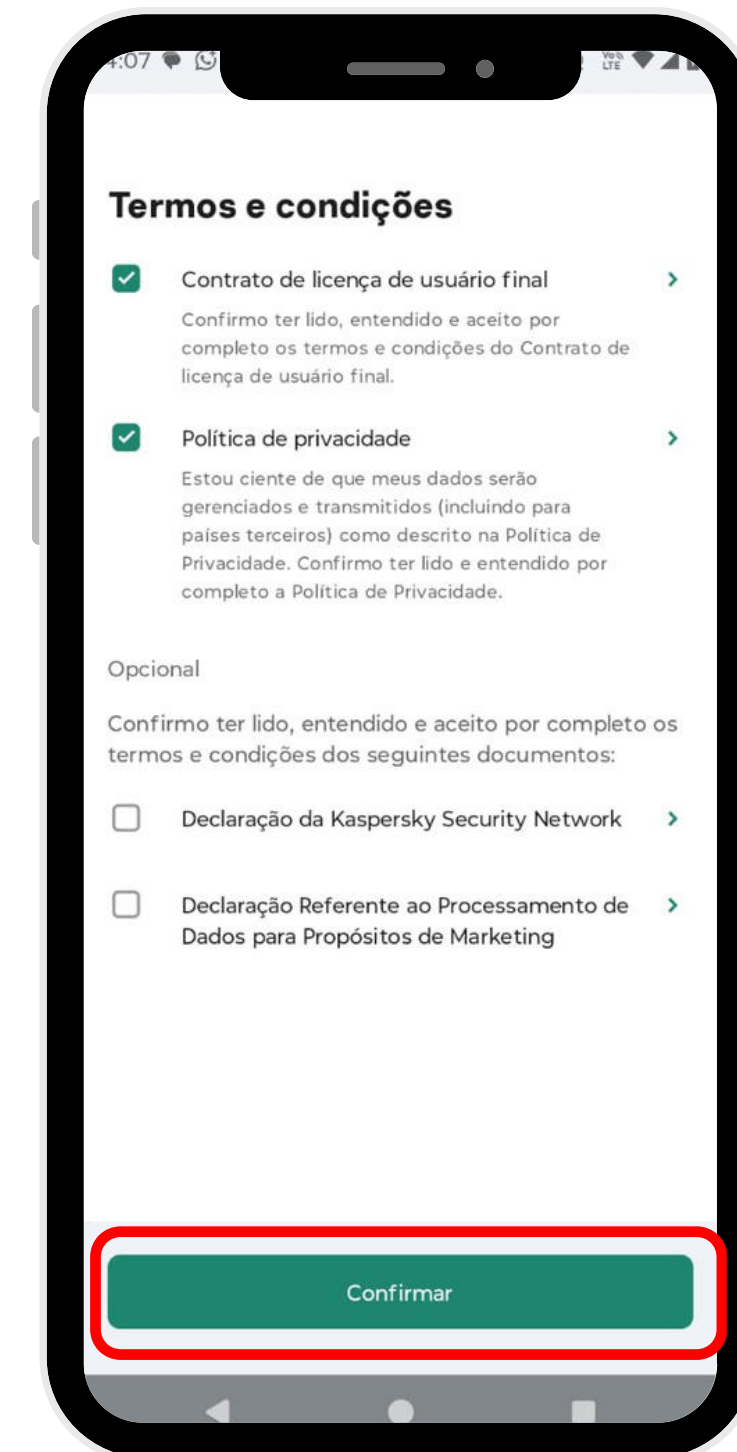 4:07
VoD LTE
Termos e condições
Contrato de licença de usuário final
Confirmo ter lido, entendido e aceito por
completo os termos e condições do Contrato de
licença de usuário final.
Política de privacidade
Estou ciente de que meus dados serão
gerenciados e transmitidos (incluindo para
países terceiros) como descrito na Política de
Privacidade. Confirmo ter lido e entendido por
completo a Política de Privacidade.
Opcional
Confirmo ter lido, entendido e aceito por completo os
termos e condições dos seguintes documentos:
Declaração da Kaspersky Security Network
Declaração Referente ao Processamento de
Dados para Propósitos de Marketing
Confirmar